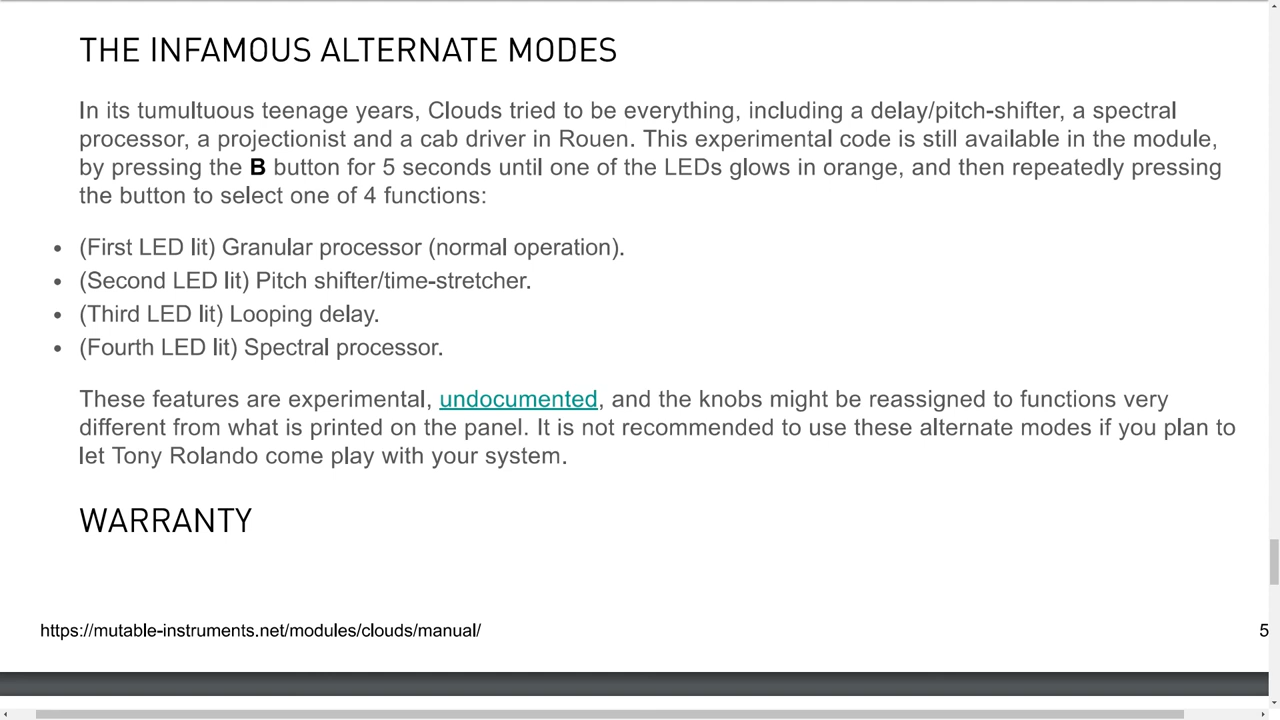 THE INFAMOUS ALTERNATE MODES
In its tumultuous teenage years, Clouds tried to be everything, including a delay/pitch-shifter, a spectral
processor, a projectionist and a cab driver in Rouen. This experimental code is still available in the module,
by pressing the B button for 5 seconds until one of the LEDs glows in orange, and then repeatedly pressing
the button to select one of 4 functions:
• (First LED lit) Granular processor (normal operation).
• (Second LED lit) Pitch shifter/time-stretcher.
• (Third LED lit) Looping delay.
• (Fourth LED lit) Spectral processor.
These features are experimental, undocumented, and the knobs might be reassigned to functions very
different from what is printed on the panel. It is not recommended to use these alternate modes if you plan to
let Tony Rolando come play with your system.
WARRANTY
https://mutable-instruments.net/modules/clouds/manual/
5